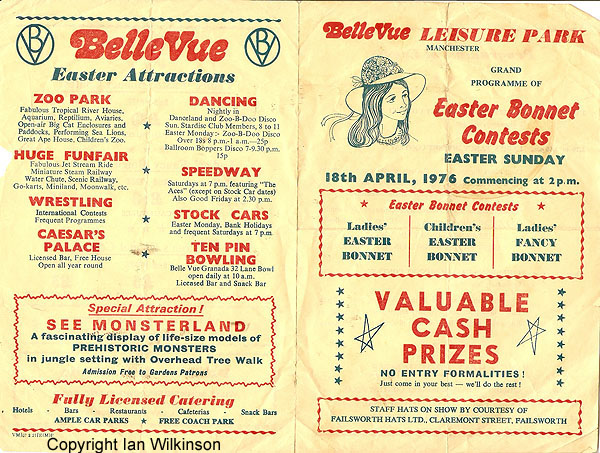 BV
BelleVue
BV
Easter Attractions
ZOO PARK
Fabulous Tropical River House,
Aquarium, Reptilium, Aviaries,
Open-air Big Cat Enclosures and
Paddocks, Performing Sea Lions,
Great Ape House, Children's Zoo.
HUGE FUNFAIR
Fabulous Jet Stream Ride
Miniature Steam Railway
Water Chute, Scenic Railway,
Go-karts, Miniland, Moonwalk, etc.
WRESTLING
International Contests
Frequent Programmes
CAESAR'S
PALACE
Licensed Bar, Free House
Open all year round
DANCING
Nightly in
Danceland and Zoo-B-Doo Disco
Sun. Stardisc Club Members, 8 to 11
Easter Monday:- Zoo-B-Doo Disco
Over 18s 8 p.m.-1 a.m.—25p
Ballroom Boppers Disco 7-9.30 p.m.
15p
SPEEDWAY
Saturdays at 7 p.m. featuring "The
Aces" (except on Stock Car dates)
Also Good Friday at 2.30 p.m.
STOCK CARS
Easter Monday, Bank Holidays
and frequent Saturdays at 7 p.m
TEN PIN
BOWLING
Belle Vue Granada 32 Lane Bowl
open daily at 10 a.m.
Licensed Bar and Snack Bar
Special Attraction!
SEE MONSTERLAND
A fascinating display of life-size models of
PREHISTORIC MONSTERS
in jungle setting with Overhead Tree Walk
Admission Free to Gardens Patrons
Fully Licensed Catering
Hotels - Bars - Restaurants - Cafeterias - Snack Bars
AMPLE CAR PARKS ★ FREE COACH PARK
Copyright Ian Wilkinson
BelleVue LEISURE PARK
MANCHESTER
GRAND
PROGRAMME OF
Easter Bonnet
Contests
EASTER SUNDAY
18th APRIL, 1976 Commencing at 2 p.m.
★ Easter Bonnet Contests ★
Ladies'
EASTER
BONNET
Children's
EASTER
BONNET
Ladies'
FANCY
BONNET
VALUABLE
CASH
PRIZES
NO ENTRY FORMALITIES!
Just come in your best — we'll do the rest!
STAFF HATS ON SHOW BY COURTESY OF
FAILSWORTH HATS LTD., CLAREMONT STREET, FAILSWORTH